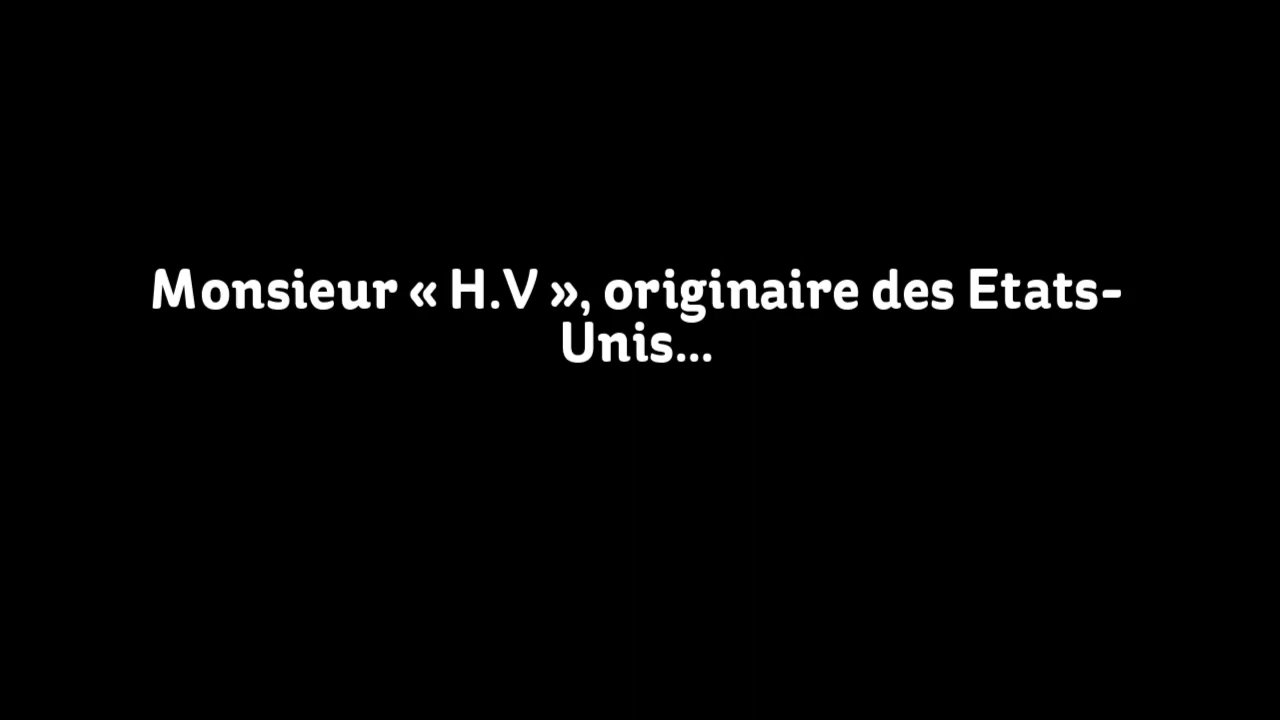 Monsieur « H.V », originaire des Etats-
Unis...